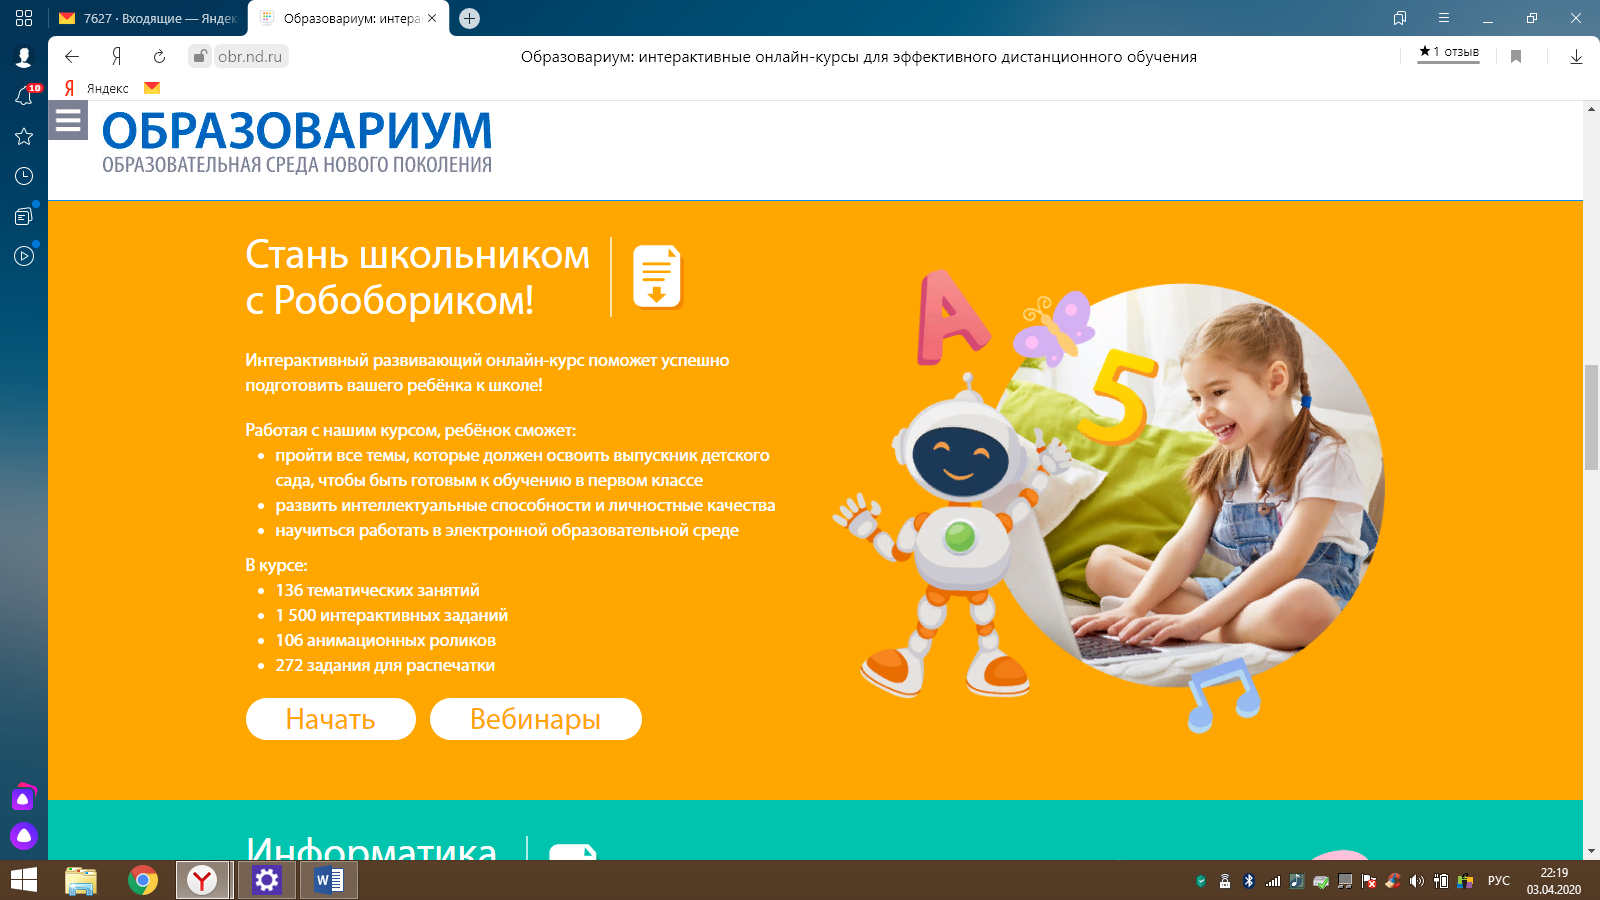 7627 · Входящие — Яндек
Образовариум: интера
obr.nd.ru
Образовариум: интерактивные онлайн-курсы для эффективного дистанционного обучения
★1 отзыв
Я Яндекс
10
ОБРАЗОВАРИУМ
ОБРАЗОВАТЕЛЬНАЯ СРЕДА НОВОГО ПОКОЛЕНИЯ
Стань школьником
с Робобориком!
Интерактивный развивающий онлайн-курс поможет успешно
подготовить вашего ребёнка к школе!
Работая с нашим курсом, ребёнок сможет:
• пройти все темы, которые должен освоить выпускник детского
сада, чтобы быть готовым к обучению в первом классе
• развить интеллектуальные способности и личностные качества
• научиться работать в электронной образовательной среде
В курсе:
• 136 тематических занятий
• 1 500 интерактивных заданий
• 106 анимационных роликов
• 272 задания для распечатки
Начать
Вебинары
А
5
Информатика
РУС
22:19
03.04.2020